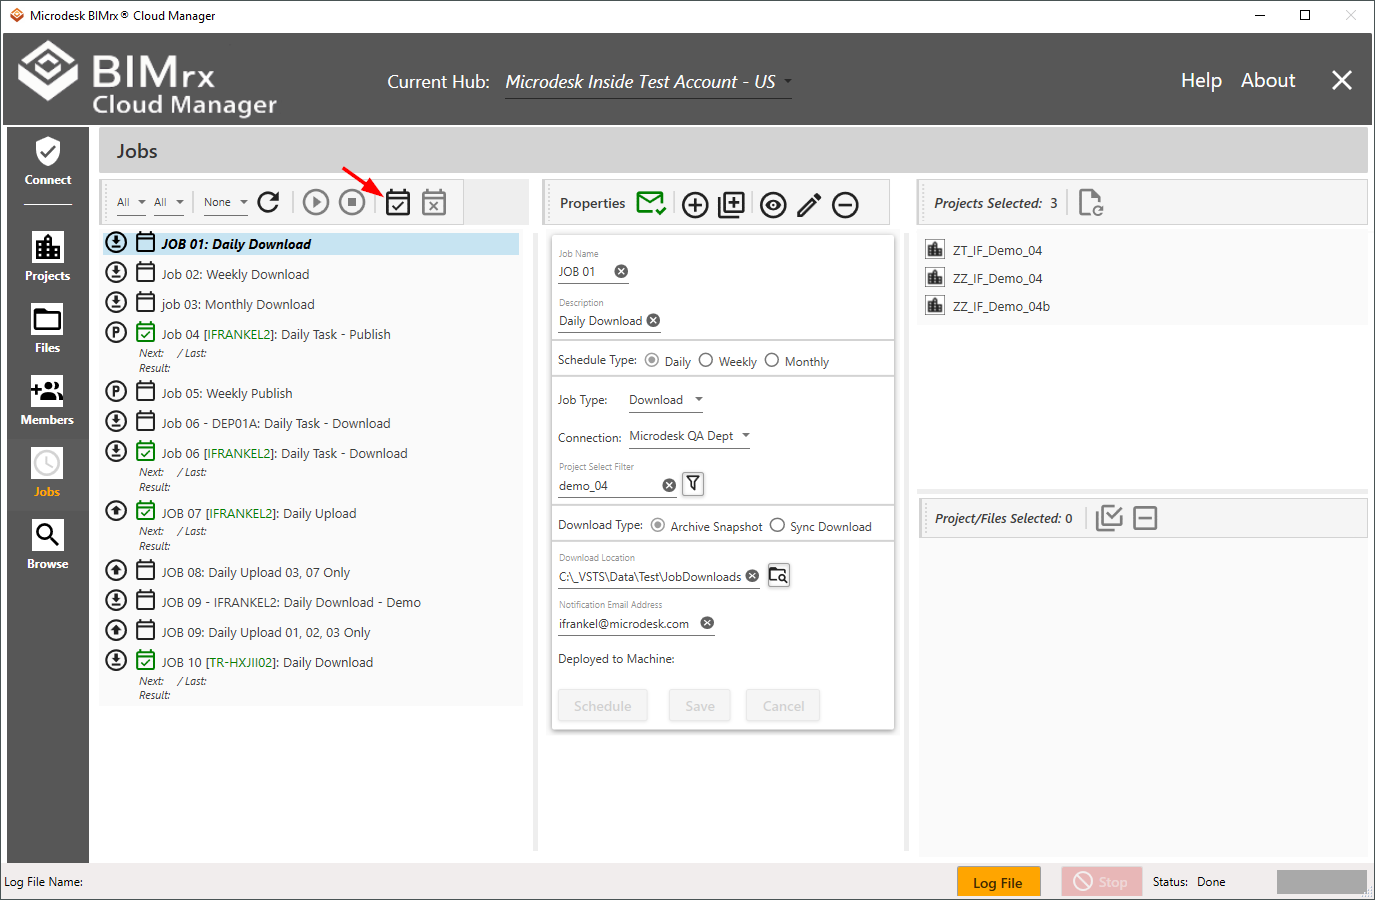 Microdesk BIMrx® Cloud Manager
BIMrx
Cloud Manager
Current Hub: Microdesk Inside Test Account - US
Help About
Connect
Projects
Files
Members
Jobs
Browse
Jobs
All All None
JOB 01: Daily Download
Job 02: Weekly Download
job 03: Monthly Download
P Job 04 [IFRANKEL2]: Daily Task - Publish
Next: / Last:
Result:
P Job 05: Weekly Publish
Job 06 - DEP01A: Daily Task - Download
Job 06 [IFRANKEL2]: Daily Task - Download
Next: / Last:
Result:
JOB 07 [IFRANKEL2]: Daily Upload
Next: / Last:
Result:
JOB 08: Daily Upload 03, 07 Only
JOB 09 - IFRANKEL2: Daily Download - Demo
JOB 09: Daily Upload 01, 02, 03 Only
JOB 10 [TR-HXJII02]: Daily Download
Next: / Last:
Result:
Properties
Job Name
JOB 01
Description
Daily Download
Schedule Type: Daily Weekly Monthly
Job Type: Download
Connection: Microdesk QA Dept
Project Select Filter
demo_04
Download Type: Archive Snapshot Sync Download
Download Location
C:\_VSTS\Data\Test\JobDownloads
Notification Email Address
ifrankel@microdesk.com
Deployed to Machine:
Schedule Save Cancel
Projects Selected: 3
ZT_IF_Demo_04
ZZ_IF_Demo_04
ZZ_IF_Demo_04b
Project/Files Selected: 0
Log File Name:
Log File
Stop
Status: Done